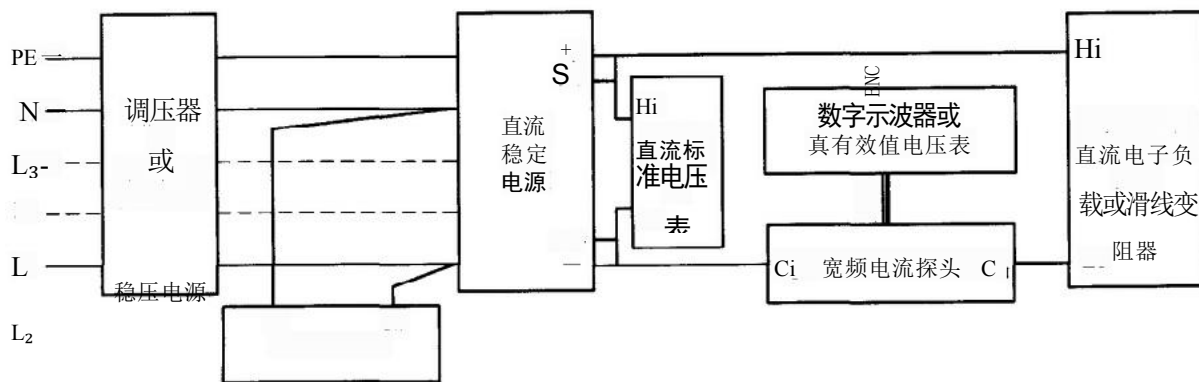 PE
N
L₃-
L
L₂
调压器
或
稳压电源
直流
稳定
电源
+
S
—
Hi
直流标
准电压
表
BNC
数字示波器或
真有效值电压表
Ci 宽频电流探头 C
Hi
直流电子负
载或滑线变
阻器